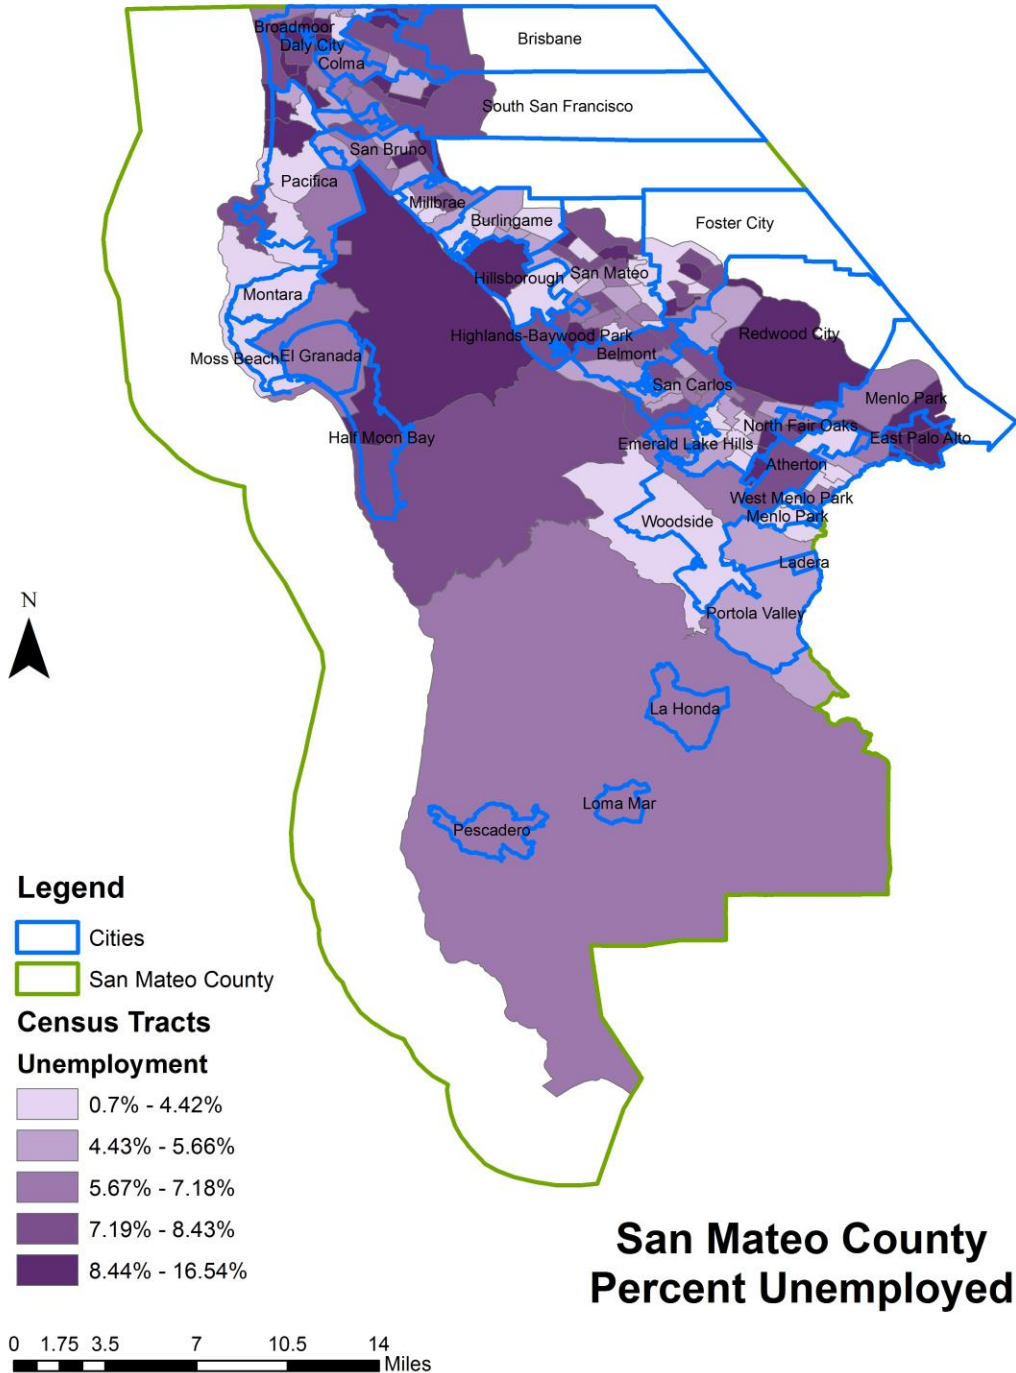 Broadmoor
Brisbane
Daly City
Colma
South San Francisco
San Bruno
Pacifica
Millbrae
Burlingame
Foster City
San Mateo
Hillsborough
Montara
Redwood City
Highlands-Baywood Park
Moss Beach
El Granada
Belmont
San Carlos
Menlo Park
North Fair Oaks
Half Moon Bay
East Palo Alto
Emerald Lake Hills
Atherton
West Menlo Park
Menlo Park
Woodside
Ladera
N
Portola Valley
La Honda
Loma Mar
Pescadero
Legend
Cities
San Mateo County
Census Tracts
Unemployment
0.7% - 4.42%
4.43% - 5.66%
5.67% - 7.18%
7.19% - 8.43%
8.44% - 16.54%
San Mateo County
Percent Unemployed
0 1.75 3.5 7 10.5 14
Miles